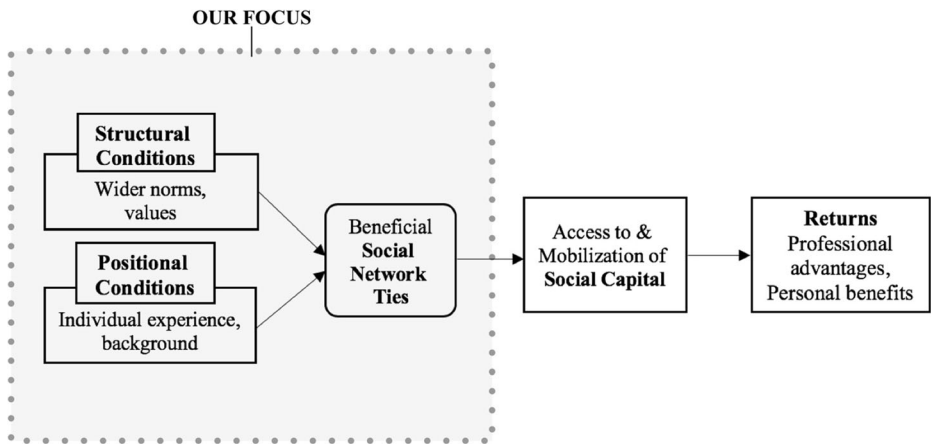 OUR FOCUS
Structural
Conditions
Wider norms,
values
Positional
Conditions
Individual experience,
background
Beneficial
Social
Network
Ties
Access to &
Mobilization of
Social Capital
Returns
Professional
advantages,
Personal benefits